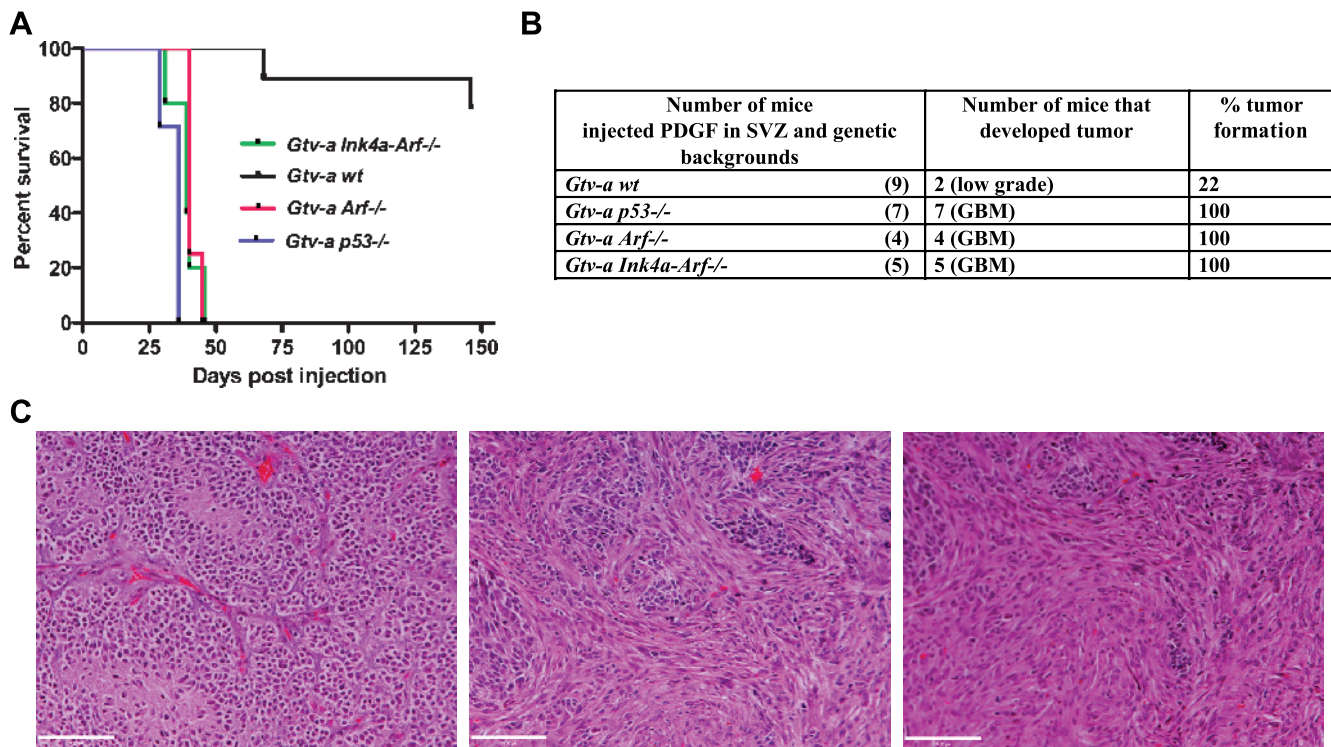 A
Percent survival
100
80
60
40
20
0
0 25 50 75 100 125 150
Days post injection
Gtv-a Ink4a-Arf-/-
Gtv-a wt
Gtv-a Arf-/-
Gtv-a p53-/-
B
Number of mice
injected PDGF in SVZ and genetic
backgrounds
Number of mice that
developed tumor
% tumor
formation
Gtv-a wt (9) 2 (low grade) 22
Gtv-a p53-/- (7) 7 (GBM) 100
Gtv-a Arf-/- (4) 4 (GBM) 100
Gtv-a Ink4a-Arf-/- (5) 5 (GBM) 100
C